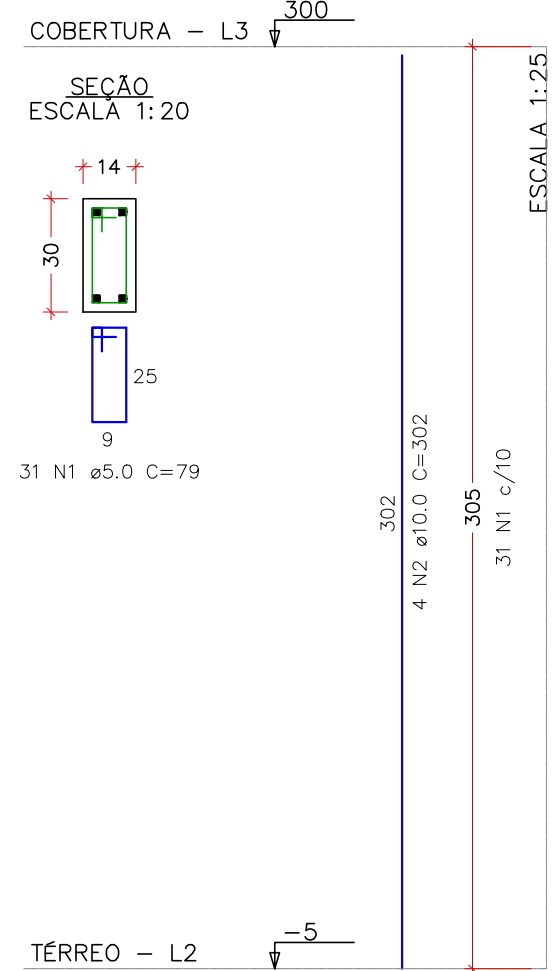 COBERTURA - L3
300
SEÇÃO
ESCALA 1:20
ESCALA 1:25
14
30
25
9
31 N1 ø5.0 C=79
302
4 N2 ø10.0 C=302
305
31 N1 c/10
TÉRREO - L2
-5